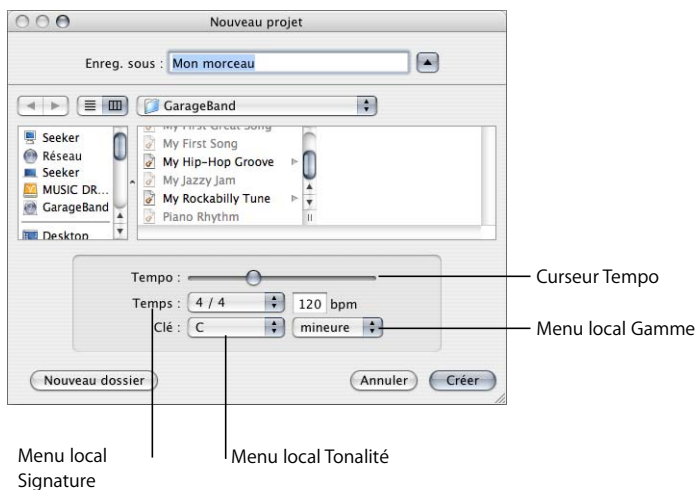 Nouveau projet
Enreg. sous : Mon morceau
GarageBand
Seeker
Réseau
Seeker
MUSIC DR...
GarageBand
Desktop
My First Great Song
My First Song
My Hip-Hop Groove
My Jazzy Jam
My Rockabilly Tune
Piano Rhythm
Tempo :
Curseur Tempo
Temps : 4 / 4 120 bpm
Clé : C mineure
Menu local Gamme
Nouveau dossier Annuler Créer
Menu local
Signature
Menu local Tonalité